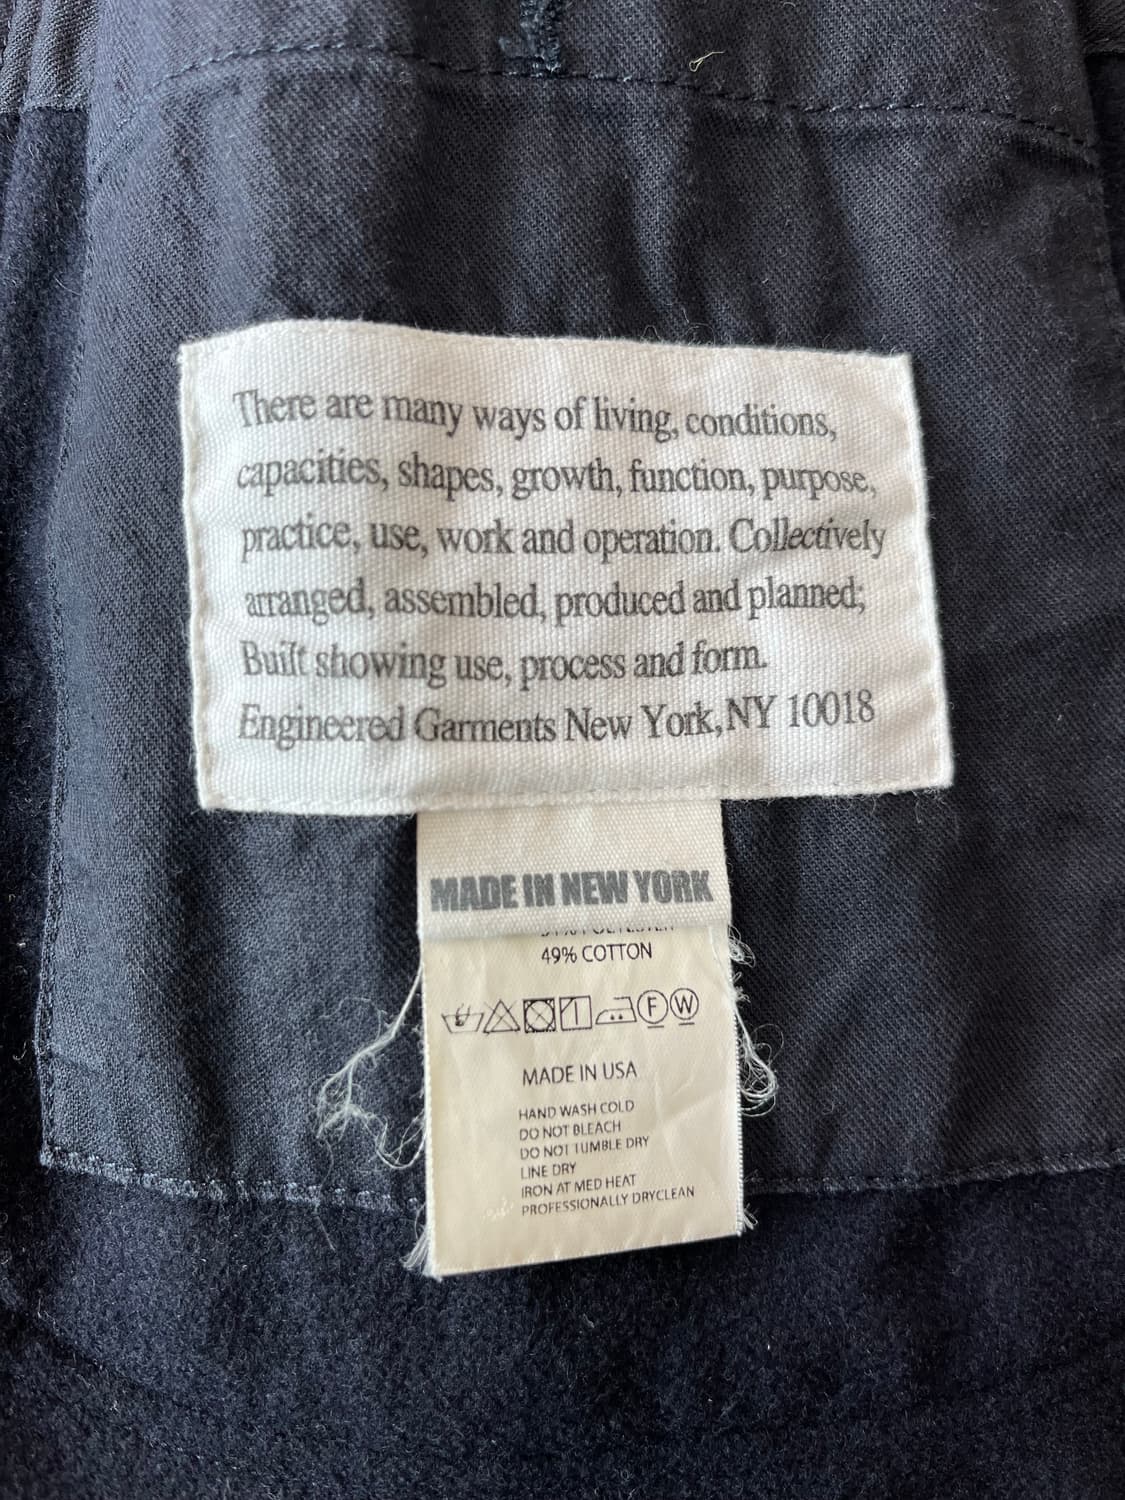 There are many ways of living, conditions,
capacities, shapes, growth, function, purpose,
practice, use, work and operation. Collectively
arranged, assembled, produced and planned;
Built showing use, process and form.
Engineered Garments New York, NY 10018
MADE IN NEW YORK
49% COTTON
F W
MADE IN USA
HAND WASH COLD
DO NOT BLEACH
DO NOT TUMBLE DRY
LINE DRY
IRON AT MED HEAT
PROFESSIONALLY DRYCLEAN